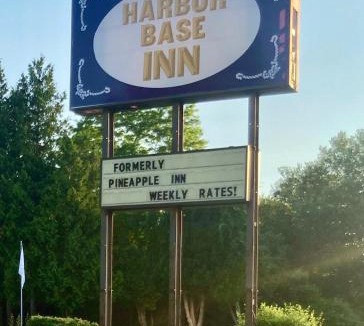 HARBOR
BASE
INN
FORMERLY
PINEAPPLE INN
WEEKLY RATES!